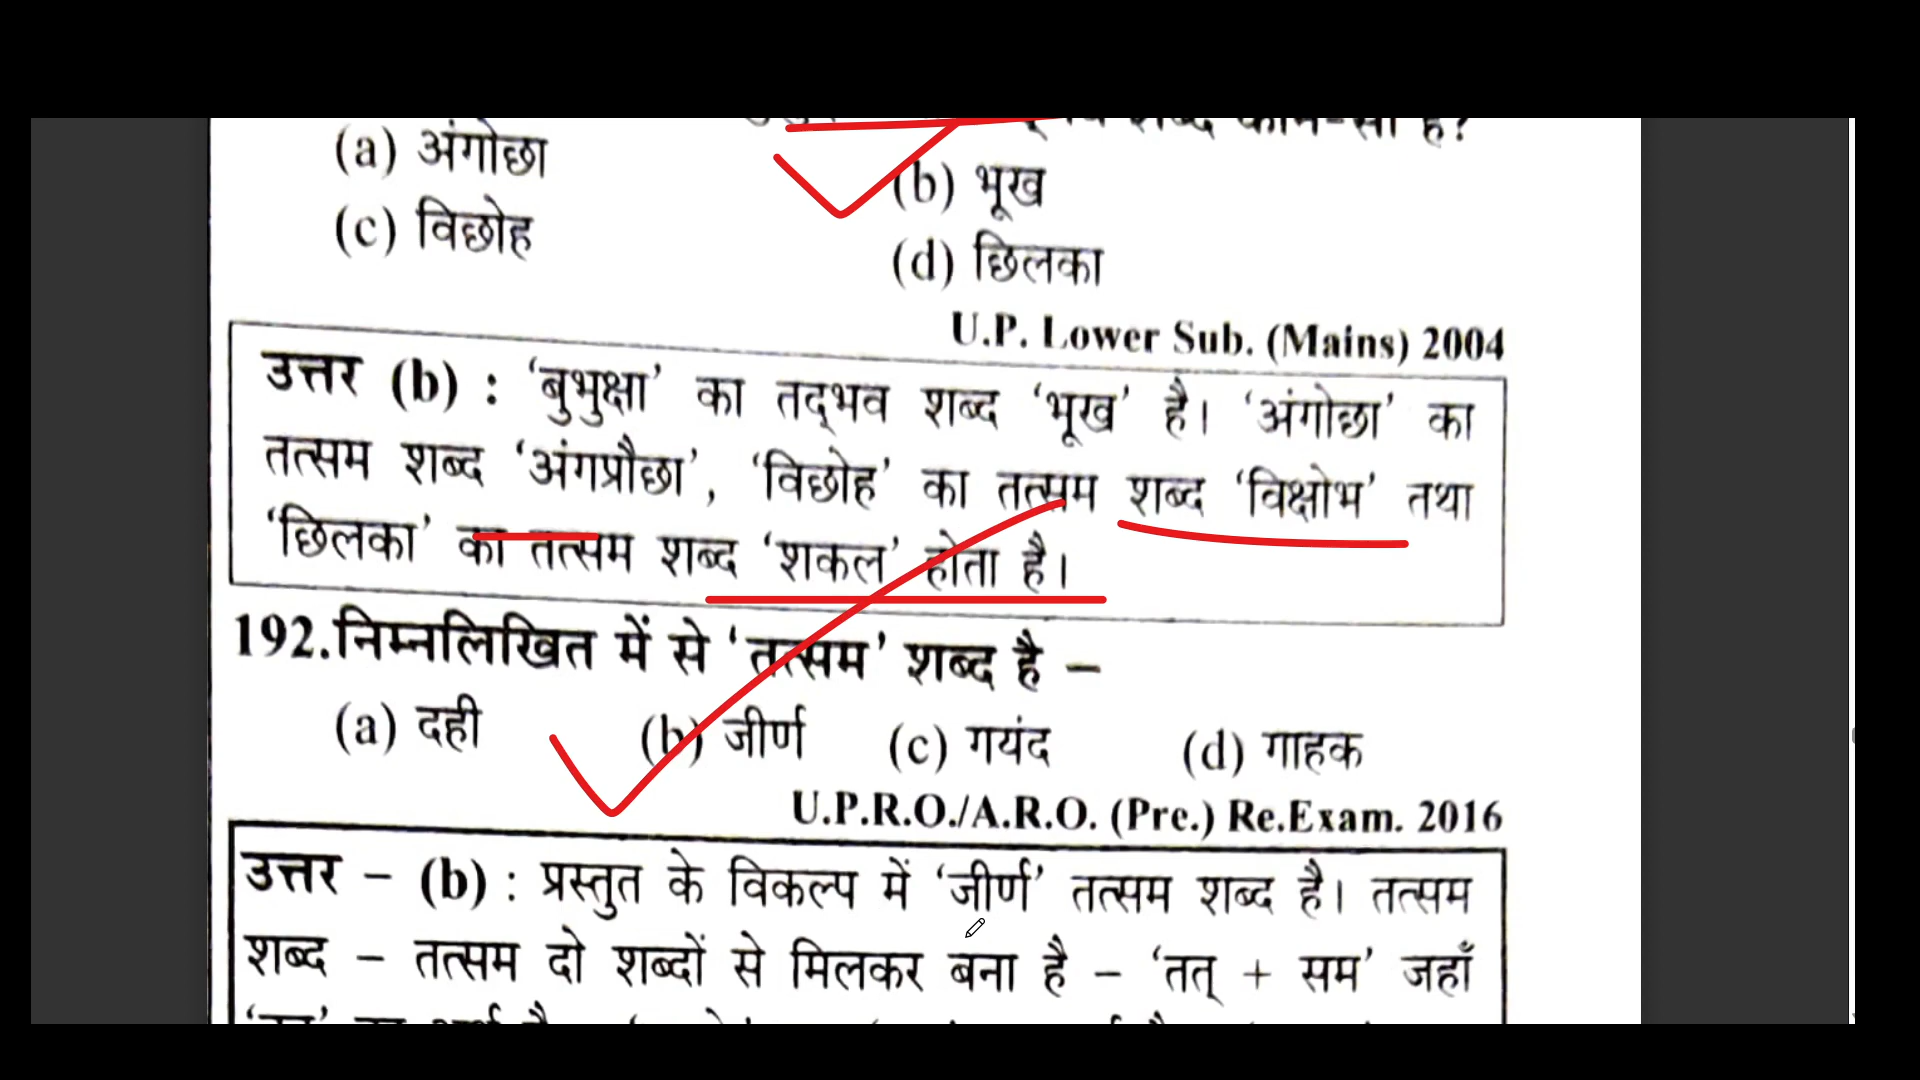 शब्द कौन-सा है?
(a) अंगोछा
(b) भूख
(c) विछोह
(d) छिलका
U.P. Lower Sub. (Mains) 2004
उत्तर (b) : ‘बुभुक्षा’ का तद्‌भव शब्द ‘भूख’ है। ‘अंगोछा’ का
तत्सम शब्द ‘अंगप्रौछा’, ‘विछोह’ का तत्सम शब्द ‘विक्षोभ’ तथा
‘छिलका’ का तत्सम शब्द ‘शकल’ होता है।
192.निम्नलिखित में से ‘तत्सम’ शब्द है –
(a) दही (b) जीर्ण (c) गयंद (d) गाहक
U.P.R.O./A.R.O. (Pre.) Re.Exam. 2016
उत्तर – (b) : प्रस्तुत के विकल्प में ‘जीर्ण’ तत्सम शब्द है। तत्सम
शब्द – तत्सम दो शब्दों से मिलकर बना है – ‘तत् + सम’ जहाँ